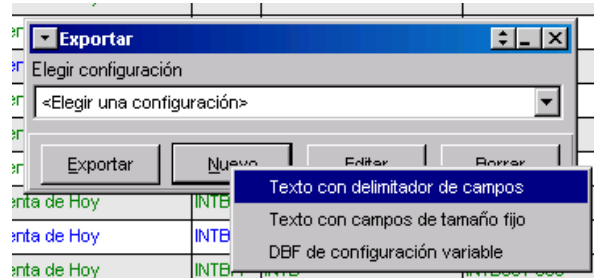 Exportar
Elegir configuración
<Elegir una configuración>
Exportar Nuevo Editar Borrar
Texto con delimitador de campos
enta de Hoy INTB
Texto con campos de tamaño fijo
enta de Hoy INTB
DBF de configuración variable
enta de Hoy